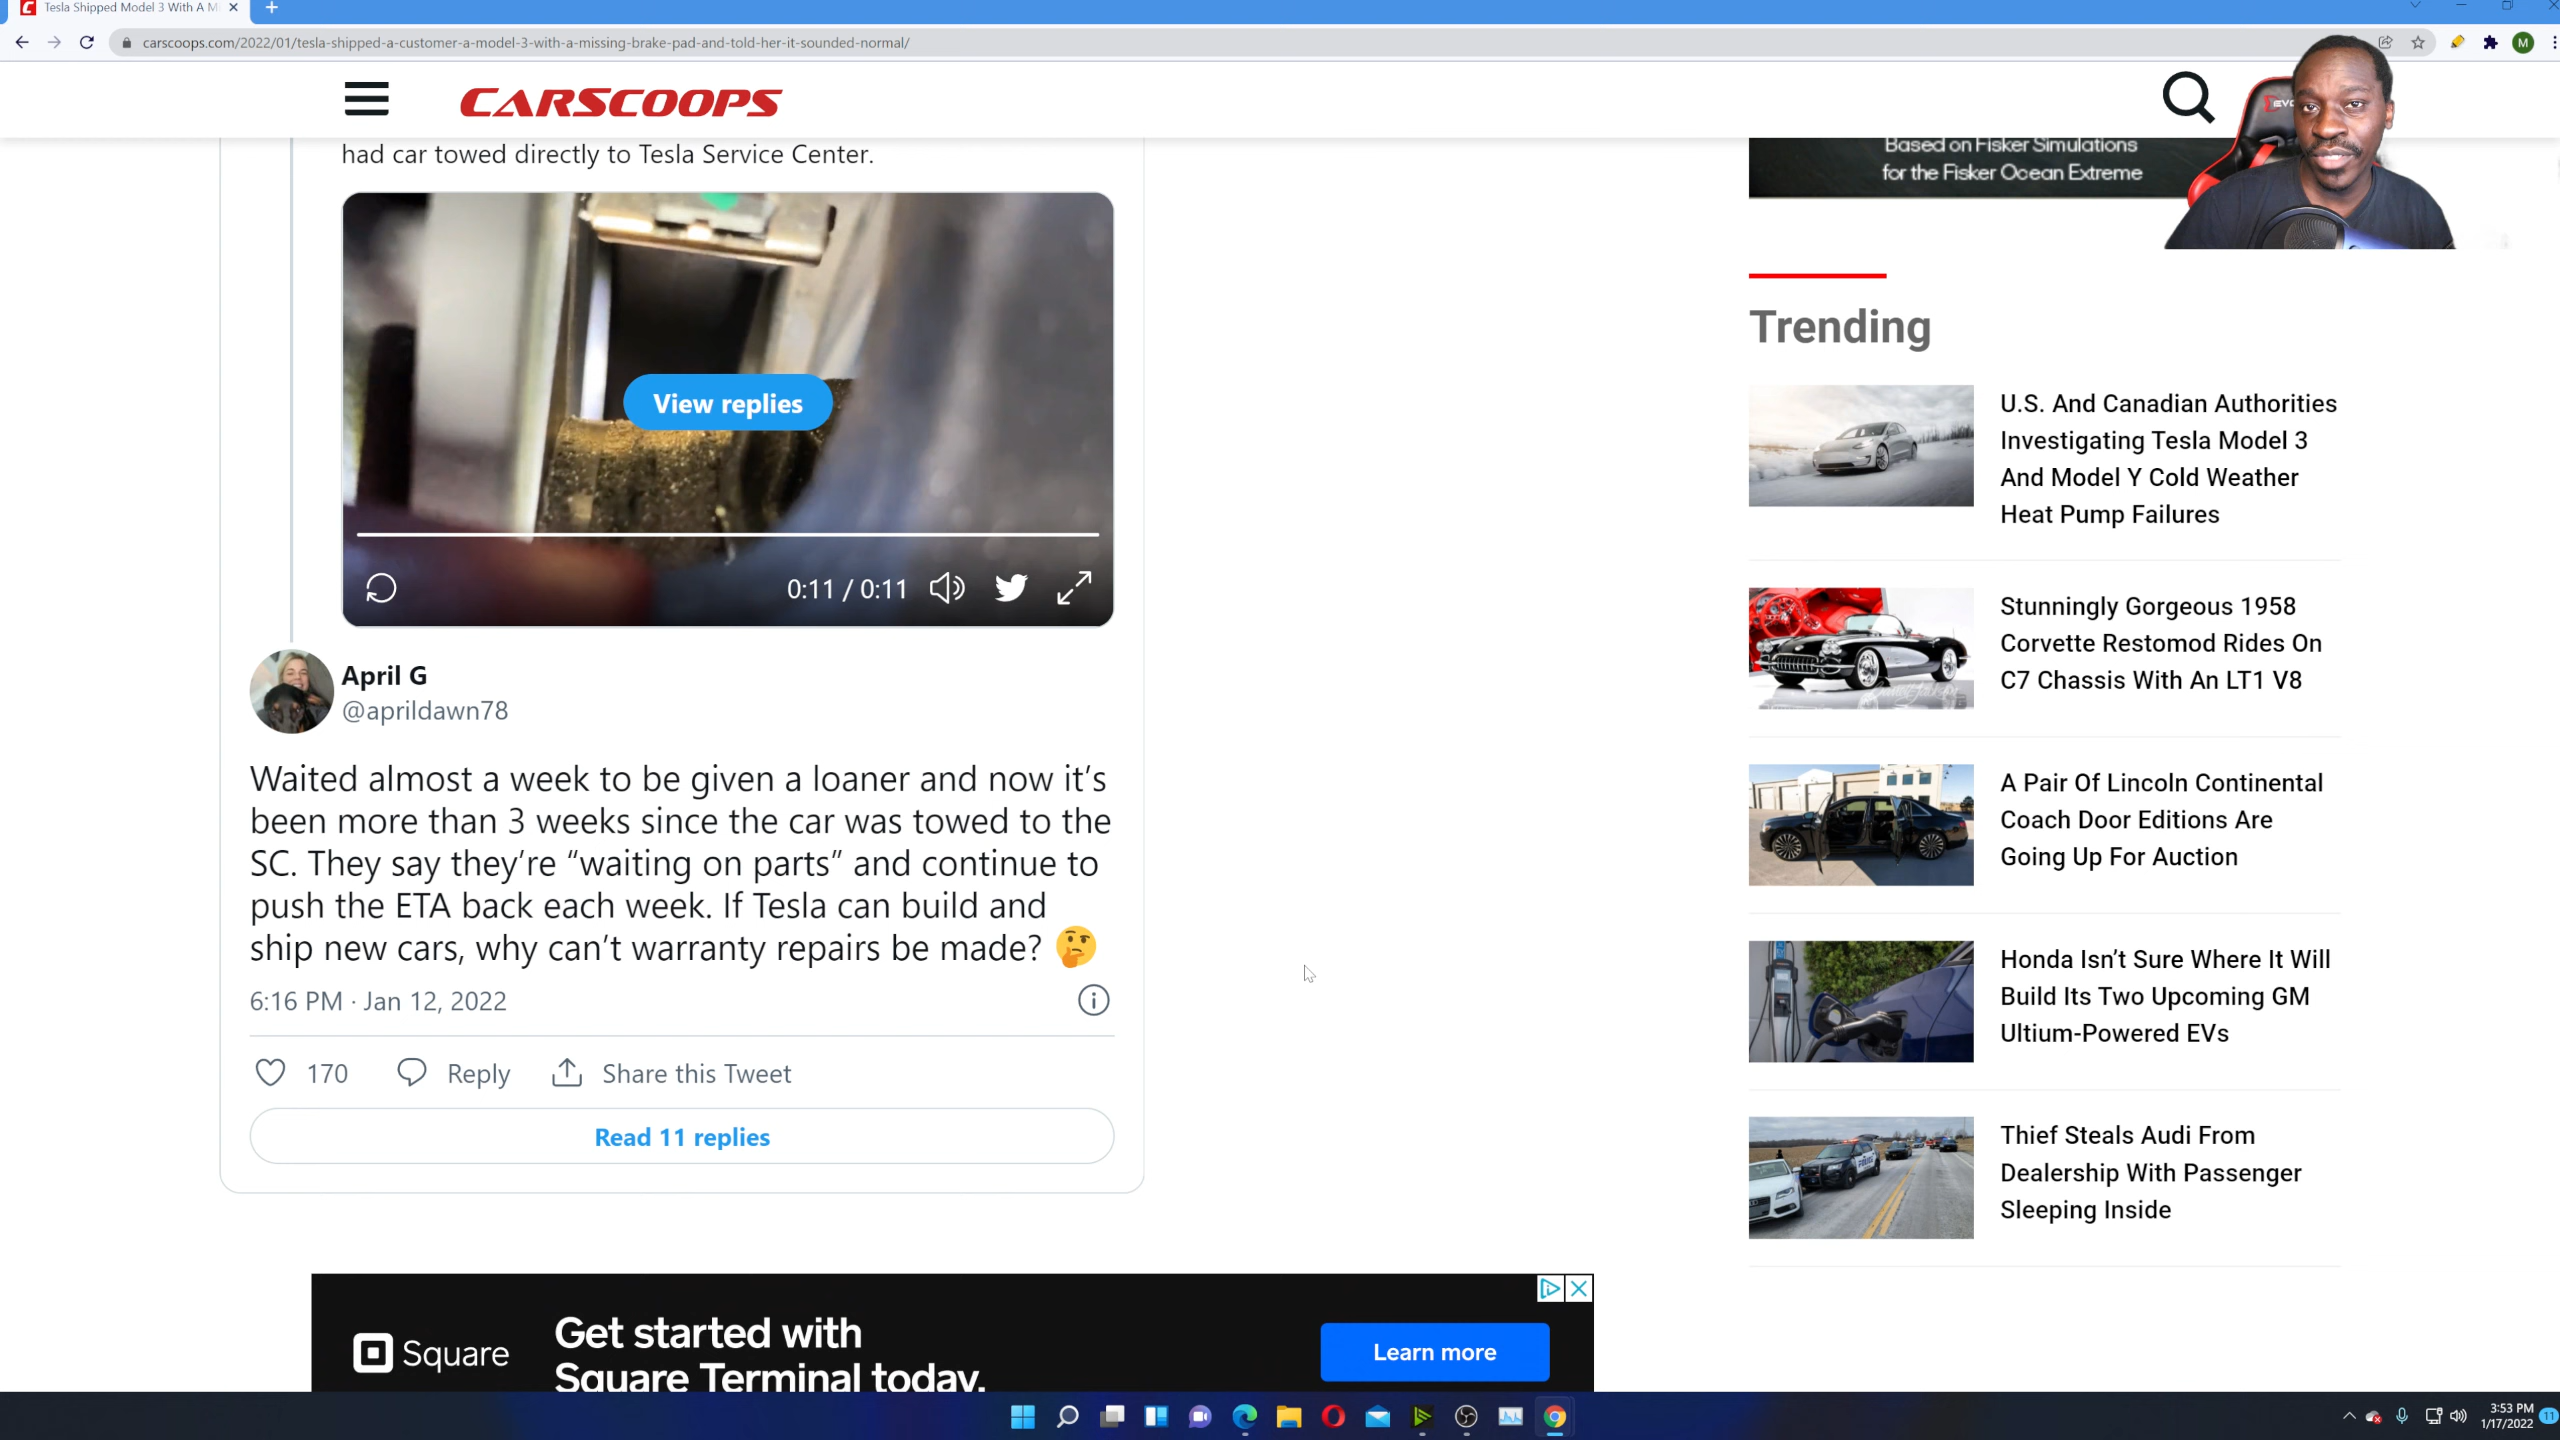 Tesla Shipped Model 3 With A M
carscoops.com/2022/01/tesla-shipped-a-customer-a-model-3-with-a-missing-brake-pad-and-told-her-it-sounded-normal/
M
CARSCOOPS
had car towed directly to Tesla Service Center.
View replies
0:11 / 0:11
April G
@aprildawn78
Waited almost a week to be given a loaner and now it’s
been more than 3 weeks since the car was towed to the
SC. They say they’re “waiting on parts” and continue to
push the ETA back each week. If Tesla can build and
ship new cars, why can’t warranty repairs be made? 🤔
6:16 PM · Jan 12, 2022
170
Reply
Share this Tweet
Read 11 replies
Square
Get started with
Square Terminal today.
Learn more
Based on Fisker Simulations
for the Fisker Ocean Extreme
Trending
U.S. And Canadian Authorities
Investigating Tesla Model 3
And Model Y Cold Weather
Heat Pump Failures
Stunningly Gorgeous 1958
Corvette Restomod Rides On
C7 Chassis With An LT1 V8
A Pair Of Lincoln Continental
Coach Door Editions Are
Going Up For Auction
Honda Isn’t Sure Where It Will
Build Its Two Upcoming GM
Ultium-Powered EVs
Thief Steals Audi From
Dealership With Passenger
Sleeping Inside
3:53 PM
1/17/2022
11